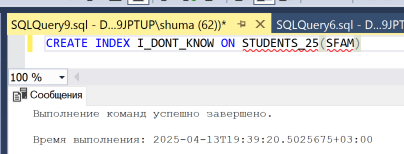 SQLQuery9.sql - D...9JPTUP\shuma (62))*
SQLQuery6.sql - D...9J
CREATE INDEX I_DONT_KNOW ON STUDENTS_25(SFAM)
100 %
Сообщения
Выполнение команд успешно завершено.
Время выполнения: 2025-04-13T19:39:20.5025675+03:00